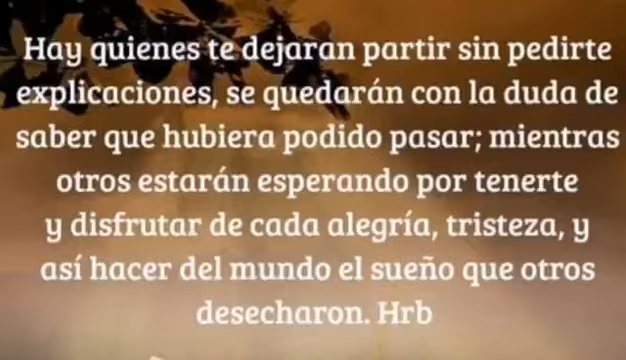 Hay quienes te dejaran partir sin pedirte
explicaciones, se quedarán con la duda de
saber que hubiera podido pasar; mientras
otros estarán esperando por tenerte
y disfrutar de cada alegría, tristeza, y
así hacer del mundo el sueño que otros
desecharon. Hrb